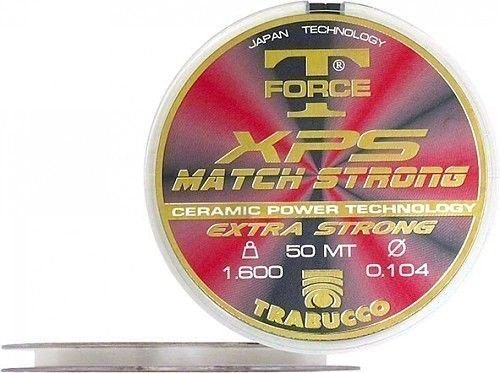 JAPAN TECHNOLOGY
T®
FORCE
XPS
MATCH STRONG
CERAMIC POWER TECHNOLOGY
EXTRA STRONG
50 MT Ø
1.600 0.104
TRABUCCO